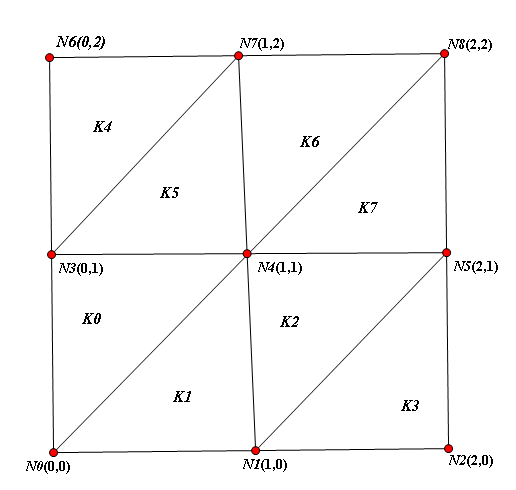 N6(0,2) N7(1,2) N8(2,2)
K4 K6
K5 K7
N3(0,1) N4(1,1) N5(2,1)
K0 K2
K1 K3
N0(0,0) N1(1,0) N2(2,0)